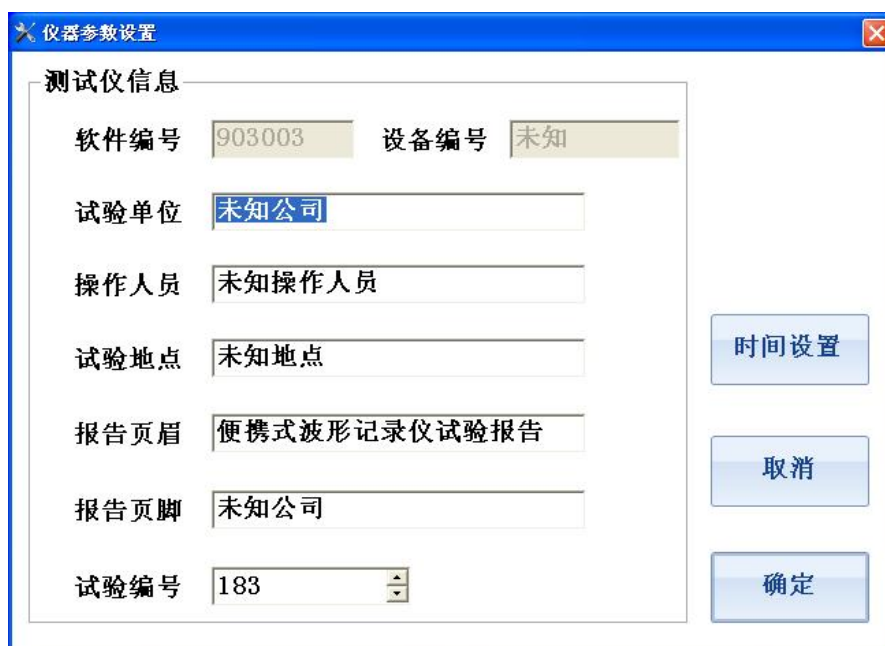 仪器参数设置
测试仪信息
软件编号 903003 设备编号 未知
试验单位 未知公司
操作人员 未知操作人员
试验地点 未知地点
时间设置
报告页眉 便携式波形记录仪试验报告
取消
报告页脚 未知公司
试验编号 183
确定